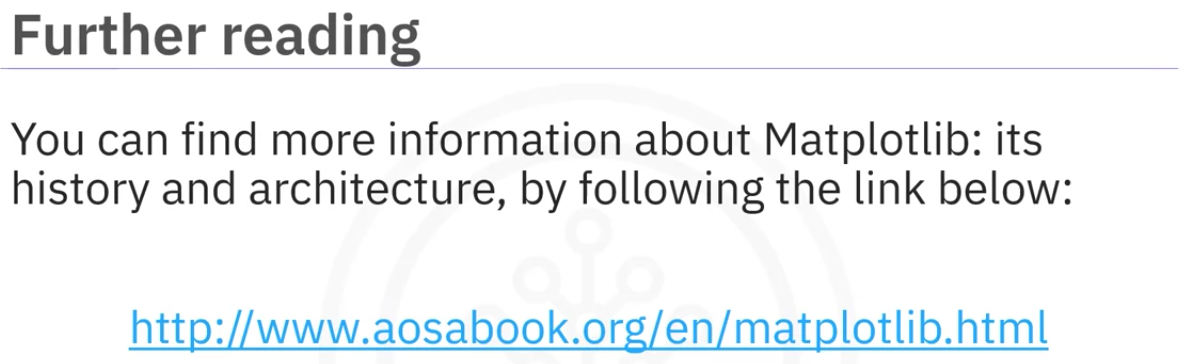 Further reading
You can find more information about Matplotlib: its
history and architecture, by following the link below:
http://www.aosabook.org/en/matplotlib.html